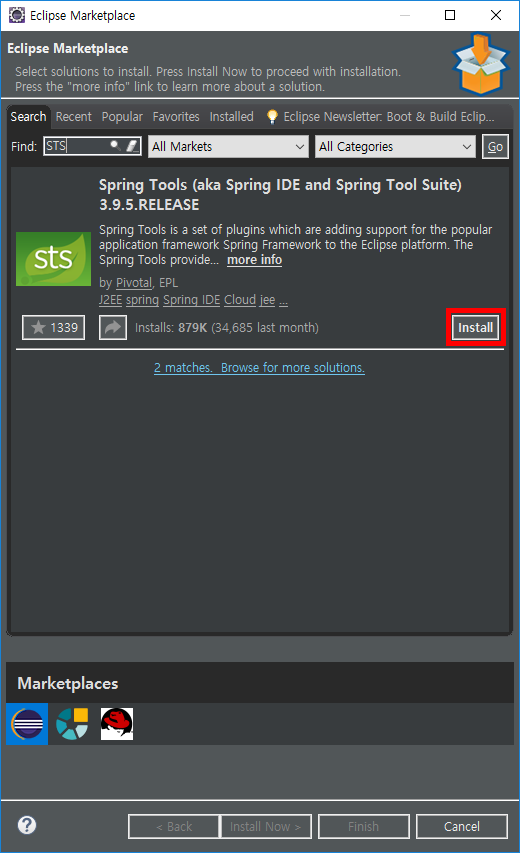 Eclipse Marketplace
Eclipse Marketplace
Select solutions to install. Press Install Now to proceed with installation.
Press the "more info" link to learn more about a solution.
Search Recent Popular Favorites Installed Eclipse Newsletter: Boot & Build Eclip...
Find: STS All Markets All Categories Go
Spring Tools (aka Spring IDE and Spring Tool Suite)
3.9.5.RELEASE
Spring Tools is a set of plugins which are adding support for the popular
application framework Spring Framework to the Eclipse platform. The
Spring Tools provide... more info
sts
by Pivotal, EPL
J2EE spring Spring IDE Cloud jee ...
1339 Installs: 879K (34,685 last month) Install
2 matches. Browse for more solutions.
Marketplaces
? < Back Install Now > Finish Cancel